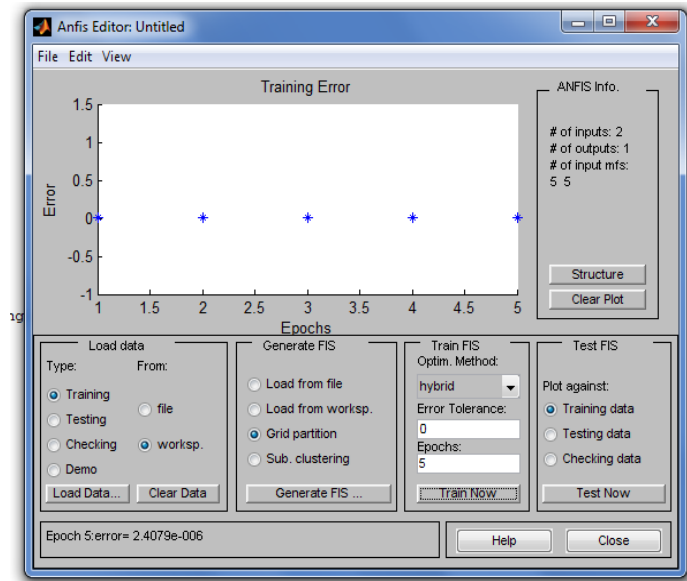 Anfis Editor: Untitled
File Edit View
Training Error
1.5
1
0.5
0
-0.5
-1
Error
1 1.5 2 2.5 3 3.5 4 4.5 5
Epochs
ANFIS Info.
# of inputs: 2
# of outputs: 1
# of input mfs:
5 5
Structure
Clear Plot
Load data
Type: From:
Training
Testing
Checking
Demo
file
worksp.
Load Data... Clear Data
Generate FIS
Load from file
Load from worksp.
Grid partition
Sub. clustering
Generate FIS ...
Train FIS
Optim. Method:
hybrid
Error Tolerance:
0
Epochs:
5
Train Now
Test FIS
Plot against:
Training data
Testing data
Checking data
Test Now
Epoch 5:error= 2.4079e-006
Help Close